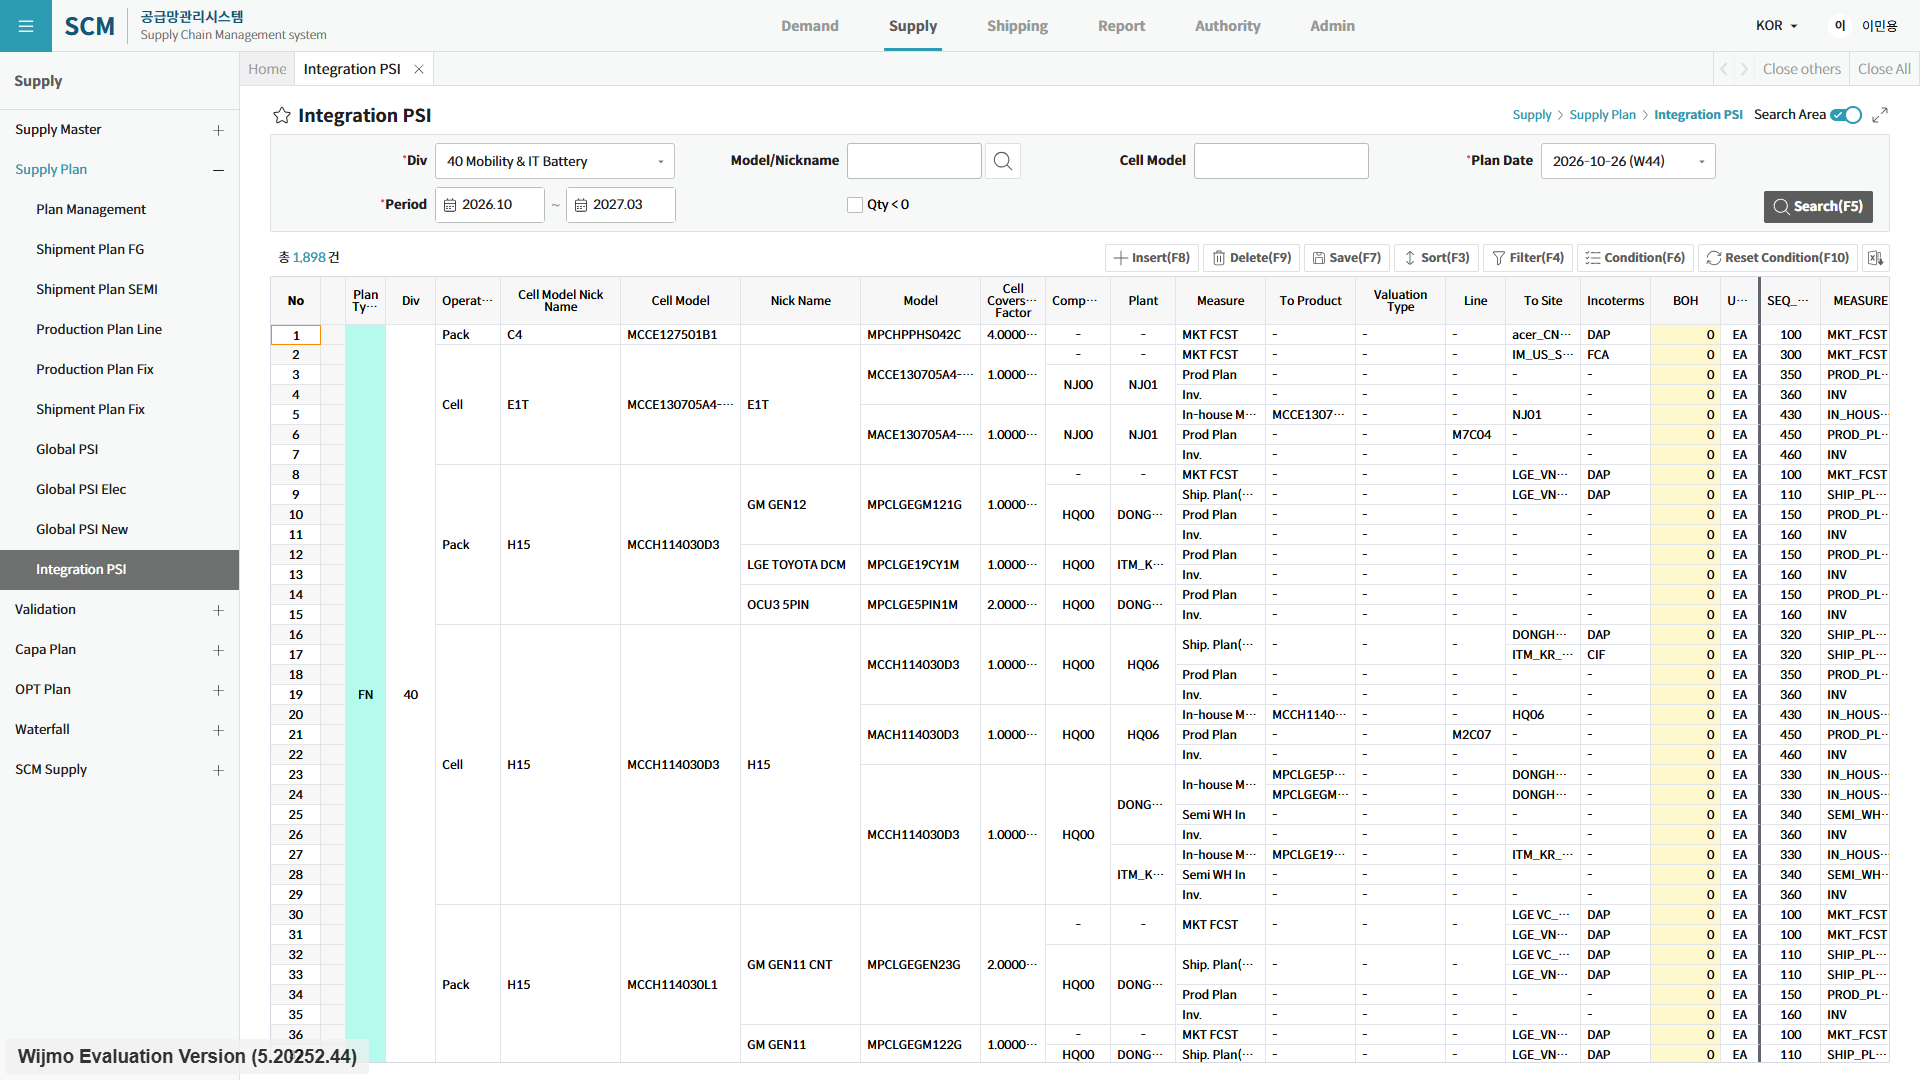 SCM 공급망관리시스템 Supply Chain Management system
Demand Supply Shipping Report Authority Admin
KOR 이 이민용
Supply
Home Integration PSI
Close others Close All
Supply Master
Supply Plan
Plan Management
Shipment Plan FG
Shipment Plan SEMI
Production Plan Line
Production Plan Fix
Shipment Plan Fix
Global PSI
Global PSI Elec
Global PSI New
Integration PSI
Validation
Capa Plan
OPT Plan
Waterfall
SCM Supply
Integration PSI
Supply > Supply Plan > Integration PSI Search Area
*Div 40 Mobility & IT Battery Model/Nickname Cell Model *Plan Date 2026-10-26 (W44)
*Period 2026.10 ~ 2027.03 Qty < 0 Search(F5)
총 1,898 건
Insert(F8) Delete(F9) Save(F7) Sort(F3) Filter(F4) Condition(F6) Reset Condition(F10)
No Plan Ty··· Div Operat··· Cell Model Nick Name Cell Model Nick Name Model Cell Covers··· Factor Comp··· Plant Measure To Product Valuation Type Line To Site Incoterms BOH U··· SEQ_··· MEASURE
1 Pack C4 MCCE127501B1 MPCHPPHS042C 4.0000··· - - MKT FCST - - - acer_CN··· DAP 0 EA 100 MKT_FCST
2 - - MKT FCST - - - IM_US_S··· FCA 0 EA 300 MKT_FCST
3 MCCE130705A4-··· 1.0000··· NJ00 NJ01 Prod Plan - - - - - 0 EA 350 PROD_PL··
4 Cell E1T MCCE130705A4-··· E1T Inv. - - - - - 0 EA 360 INV
5 In-house M··· MCCE1307··· - - NJ01 - 0 EA 430 IN_HOUS··
6 MACE130705A4-··· 1.0000··· NJ00 NJ01 Prod Plan - - M7C04 - - 0 EA 450 PROD_PL··
7 Inv. - - - - - 0 EA 460 INV
8 - - MKT FCST - - - LGE_VN··· DAP 0 EA 100 MKT_FCST
9 GM GEN12 MPCLGEGM121G 1.0000··· Ship. Plan(··· - - - LGE_VN··· DAP 0 EA 110 SHIP_PL···
10 HQ00 DONG··· Prod Plan - - - - - 0 EA 150 PROD_PL··
11 Pack H15 MCCH114030D3 Inv. - - - - - 0 EA 160 INV
12 LGE TOYOTA DCM MPCLGE19CY1M 1.0000··· HQ00 ITM_K··· Prod Plan - - - - - 0 EA 150 PROD_PL··
13 Inv. - - - - - 0 EA 160 INV
14 OCU3 5PIN MPCLGE5PIN1M 2.0000··· HQ00 DONG··· Prod Plan - - - - - 0 EA 150 PROD_PL··
15 Inv. - - - - - 0 EA 160 INV
16 Ship. Plan(··· - - - DONGH··· DAP 0 EA 320 SHIP_PL···
17 MCCH114030D3 1.0000··· HQ00 HQ06 ITM_KR_··· CIF 0 EA 320 SHIP_PL···
18 Prod Plan - - - - - 0 EA 350 PROD_PL··
19 FN 40 Inv. - - - - - 0 EA 360 INV
20 In-house M··· MCCH1140··· - - HQ06 - 0 EA 430 IN_HOUS··
21 MACH114030D3 1.0000··· HQ00 HQ06 Prod Plan - - M2C07 - - 0 EA 450 PROD_PL··
22 Cell H15 MCCH114030D3 H15 Inv. - - - - - 0 EA 460 INV
23 In-house M··· MPCLGE5P··· - - DONGH··· - 0 EA 330 IN_HOUS··
24 DONG··· MPCLGEGM··· - - DONGH··· - 0 EA 330 IN_HOUS··
25 Semi WH In - - - - - 0 EA 340 SEMI_WH··
26 MCCH114030D3 1.0000··· HQ00 Inv. - - - - - 0 EA 360 INV
27 In-house M··· MPCLGE19··· - - ITM_KR_··· - 0 EA 330 IN_HOUS··
28 ITM_K··· Semi WH In - - - - - 0 EA 340 SEMI_WH··
29 Inv. - - - - - 0 EA 360 INV
30 - - MKT FCST - - - LGE VC_··· DAP 0 EA 100 MKT_FCST
31 LGE_VN··· DAP 0 EA 100 MKT_FCST
32 GM GEN11 CNT MPCLGEGEN23G 2.0000··· Ship. Plan(··· - - - LGE VC_··· DAP 0 EA 110 SHIP_PL···
33 HQ00 DONG··· LGE_VN··· DAP 0 EA 110 SHIP_PL···
34 Pack H15 MCCH114030L1 Prod Plan - - - - - 0 EA 150 PROD_PL··
35 Inv. - - - - - 0 EA 160 INV
36 GM GEN11 MPCLGEGM122G 1.0000··· - - MKT FCST - - - LGE_VN··· DAP 0 EA 100 MKT_FCST
HQ00 DONG··· Ship. Plan(··· - - - LGE_VN··· DAP 0 EA 110 SHIP_PL···
Wijmo Evaluation Version (5.20252.44)